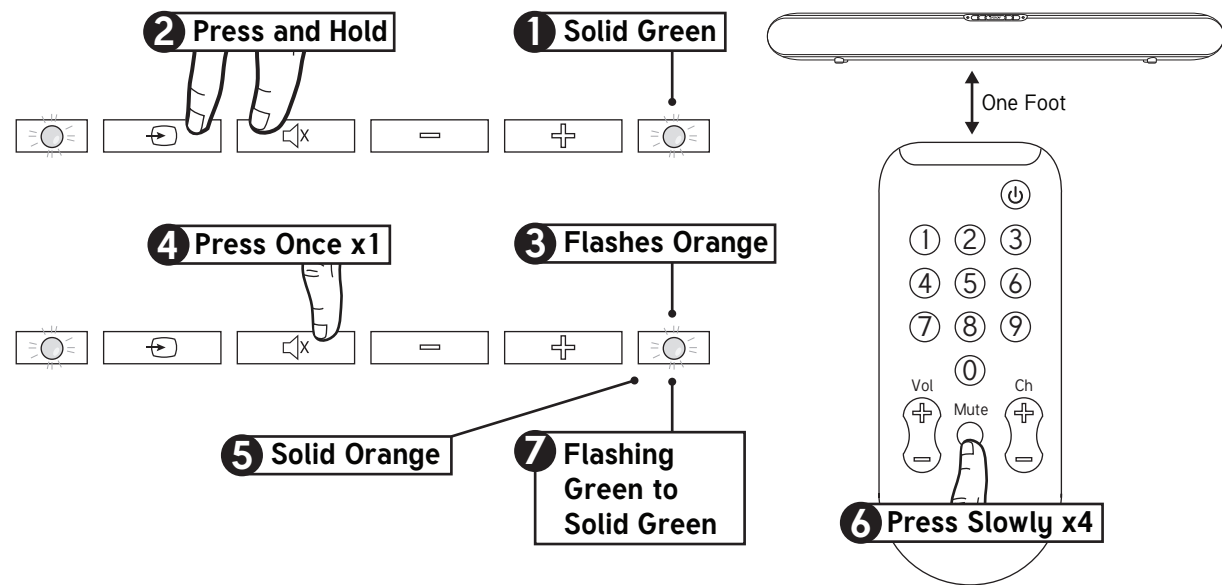 2 Press and Hold
1 Solid Green
One Foot
4 Press Once x1
3 Flashes Orange
1 2 3
4 5 6
7 8 9
0
Vol
Mute
Ch
5 Solid Orange
7 Flashing
Green to
Solid Green
6 Press Slowly x4